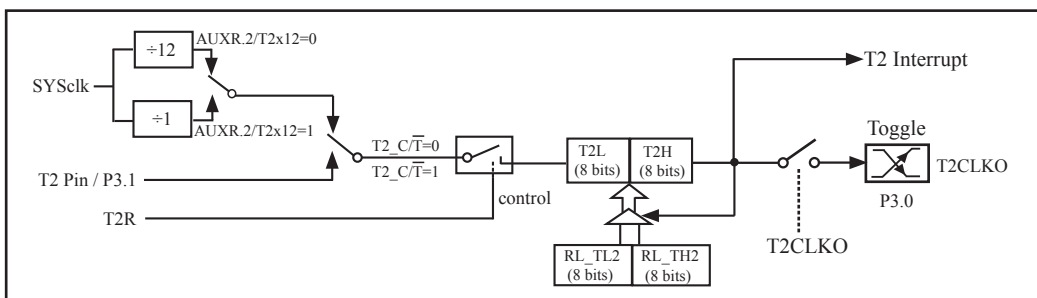 ÷12
AUXR.2/T2x12=0
SYSclk
÷1
AUXR.2/T2x12=1
T2 Pin / P3.1
T2_C/T̅=0
T2_C/T̅=1
T2R
control
T2L
(8 bits)
T2H
(8 bits)
RL_TL2
(8 bits)
RL_TH2
(8 bits)
T2 Interrupt
Toggle
T2CLKO
P3.0
T2CLKO